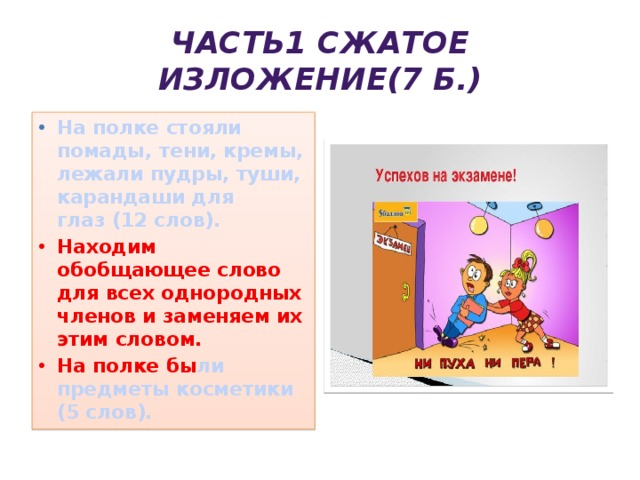 ЧАСТЬ1 СЖАТОЕ
ИЗЛОЖЕНИЕ(7 Б.)
• На полке стояли
помады, тени, кремы,
лежали пудры, туши,
карандаши для
глаз (12 слов).
• Находим
обобщающее слово
для всех однородных
членов и заменяем их
этим словом.
• На полке были
предметы косметики
(5 слов).
Успехов на экзамене!
ЭКЗАМЕН
НИ ПУХА НИ ПЕРА !